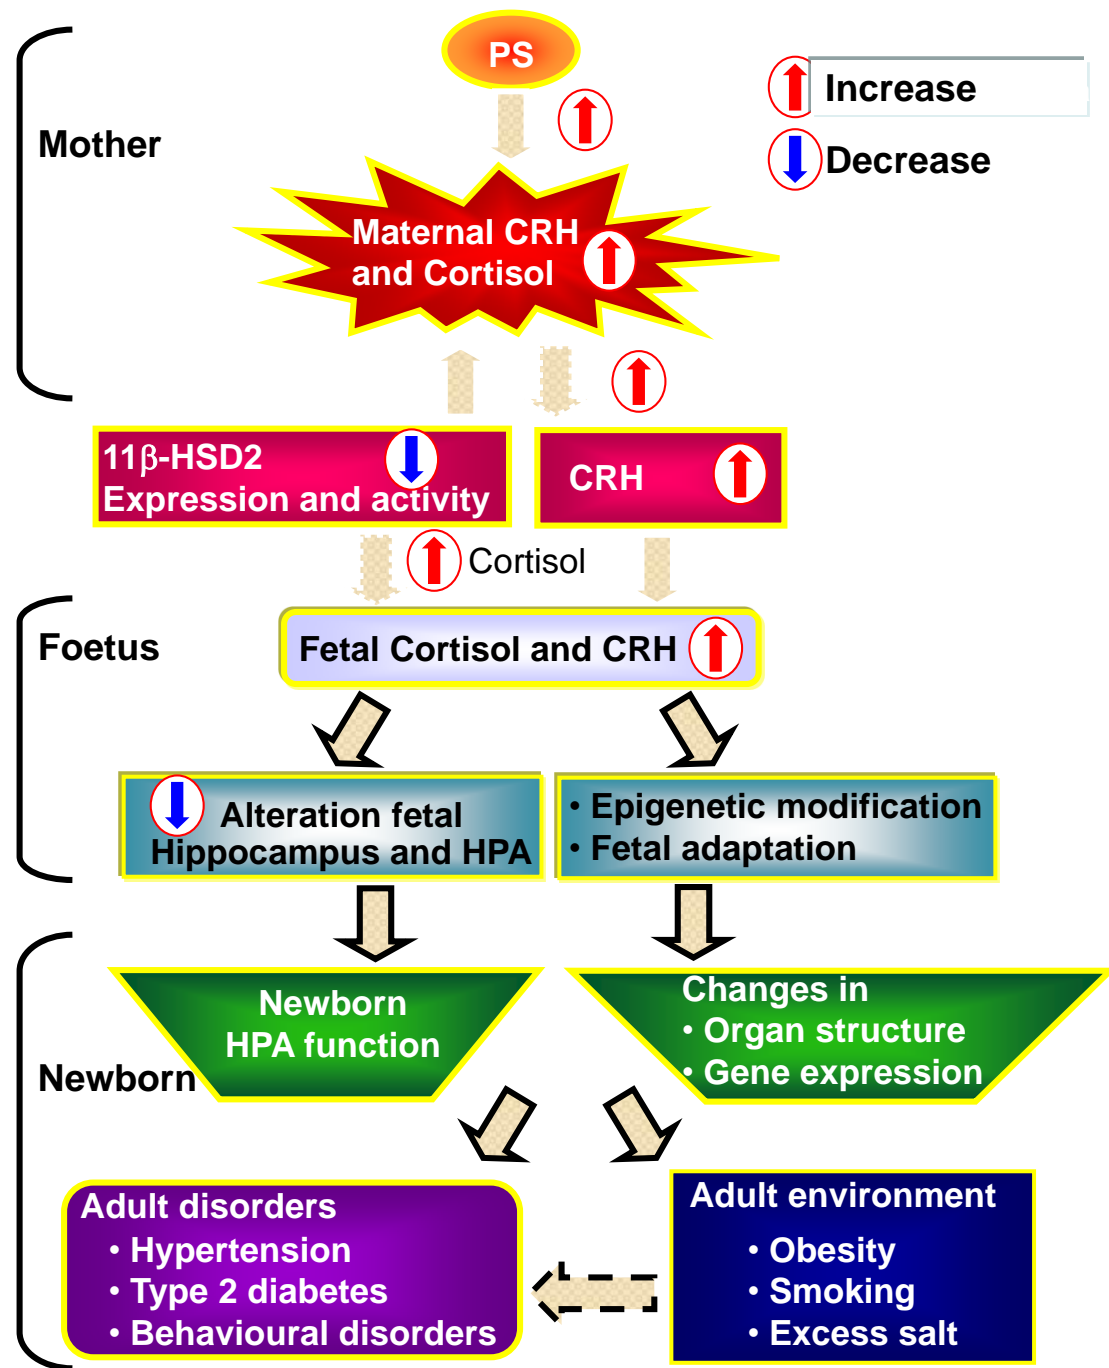 PS
Increase
Decrease
Mother
Maternal CRH
and Cortisol
11β-HSD2
Expression and activity
CRH
Cortisol
Foetus
Fetal Cortisol and CRH
Alteration fetal
Hippocampus and HPA
• Epigenetic modification
• Fetal adaptation
Newborn
Newborn
HPA function
Changes in
• Organ structure
• Gene expression
Adult disorders
• Hypertension
• Type 2 diabetes
• Behavioural disorders
Adult environment
• Obesity
• Smoking
• Excess salt